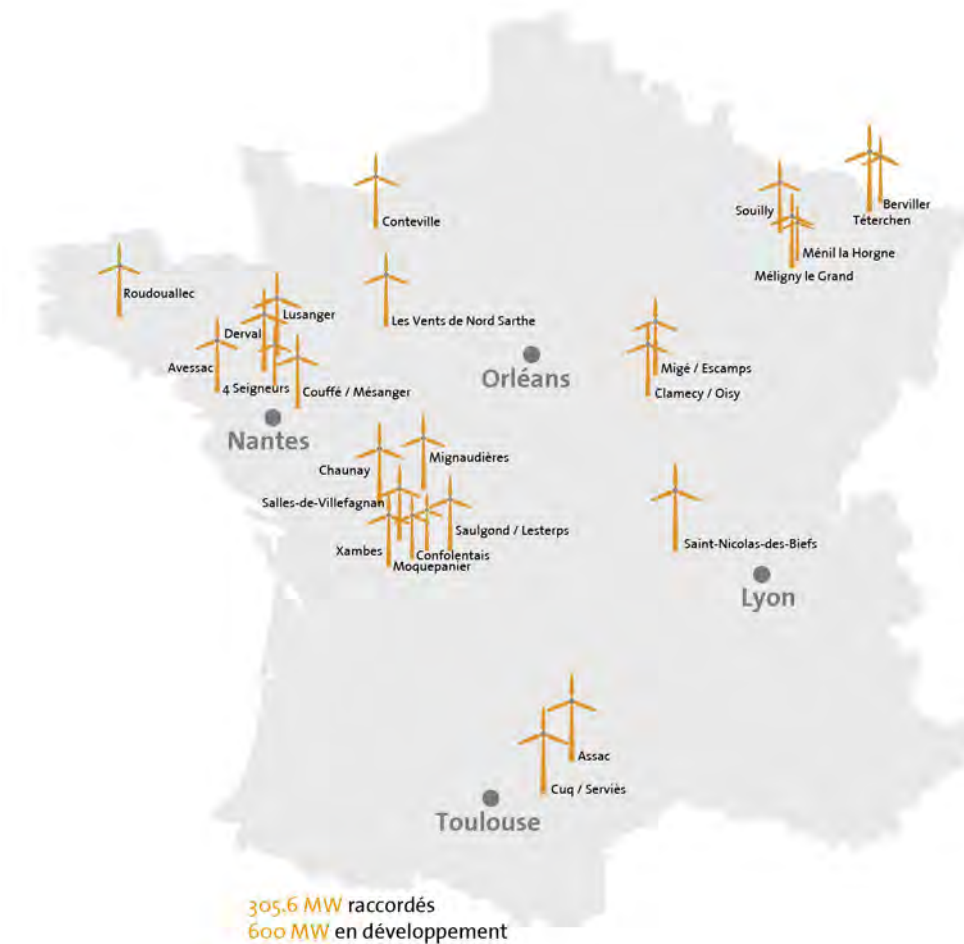 Conteville
Souilly
Berviller
Téterchen
Ménil la Horgne
Méligny le Grand
Roudouallec
Lusanger
Les Vents de Nord Sarthe
Derval
Avessac
4 Seigneurs
Couffé / Mésanger
Orléans
Migé / Escamps
Clamecy / Oisy
Nantes
Chaunay
Mignaudières
Salles-de-Villefagnan
Saulgond / Lesterps
Xambes
Confolentais
Moquepanier
Saint-Nicolas-des-Biefs
Lyon
Assac
Cuq / Serviès
Toulouse
305.6 MW raccordés
600 MW en développement